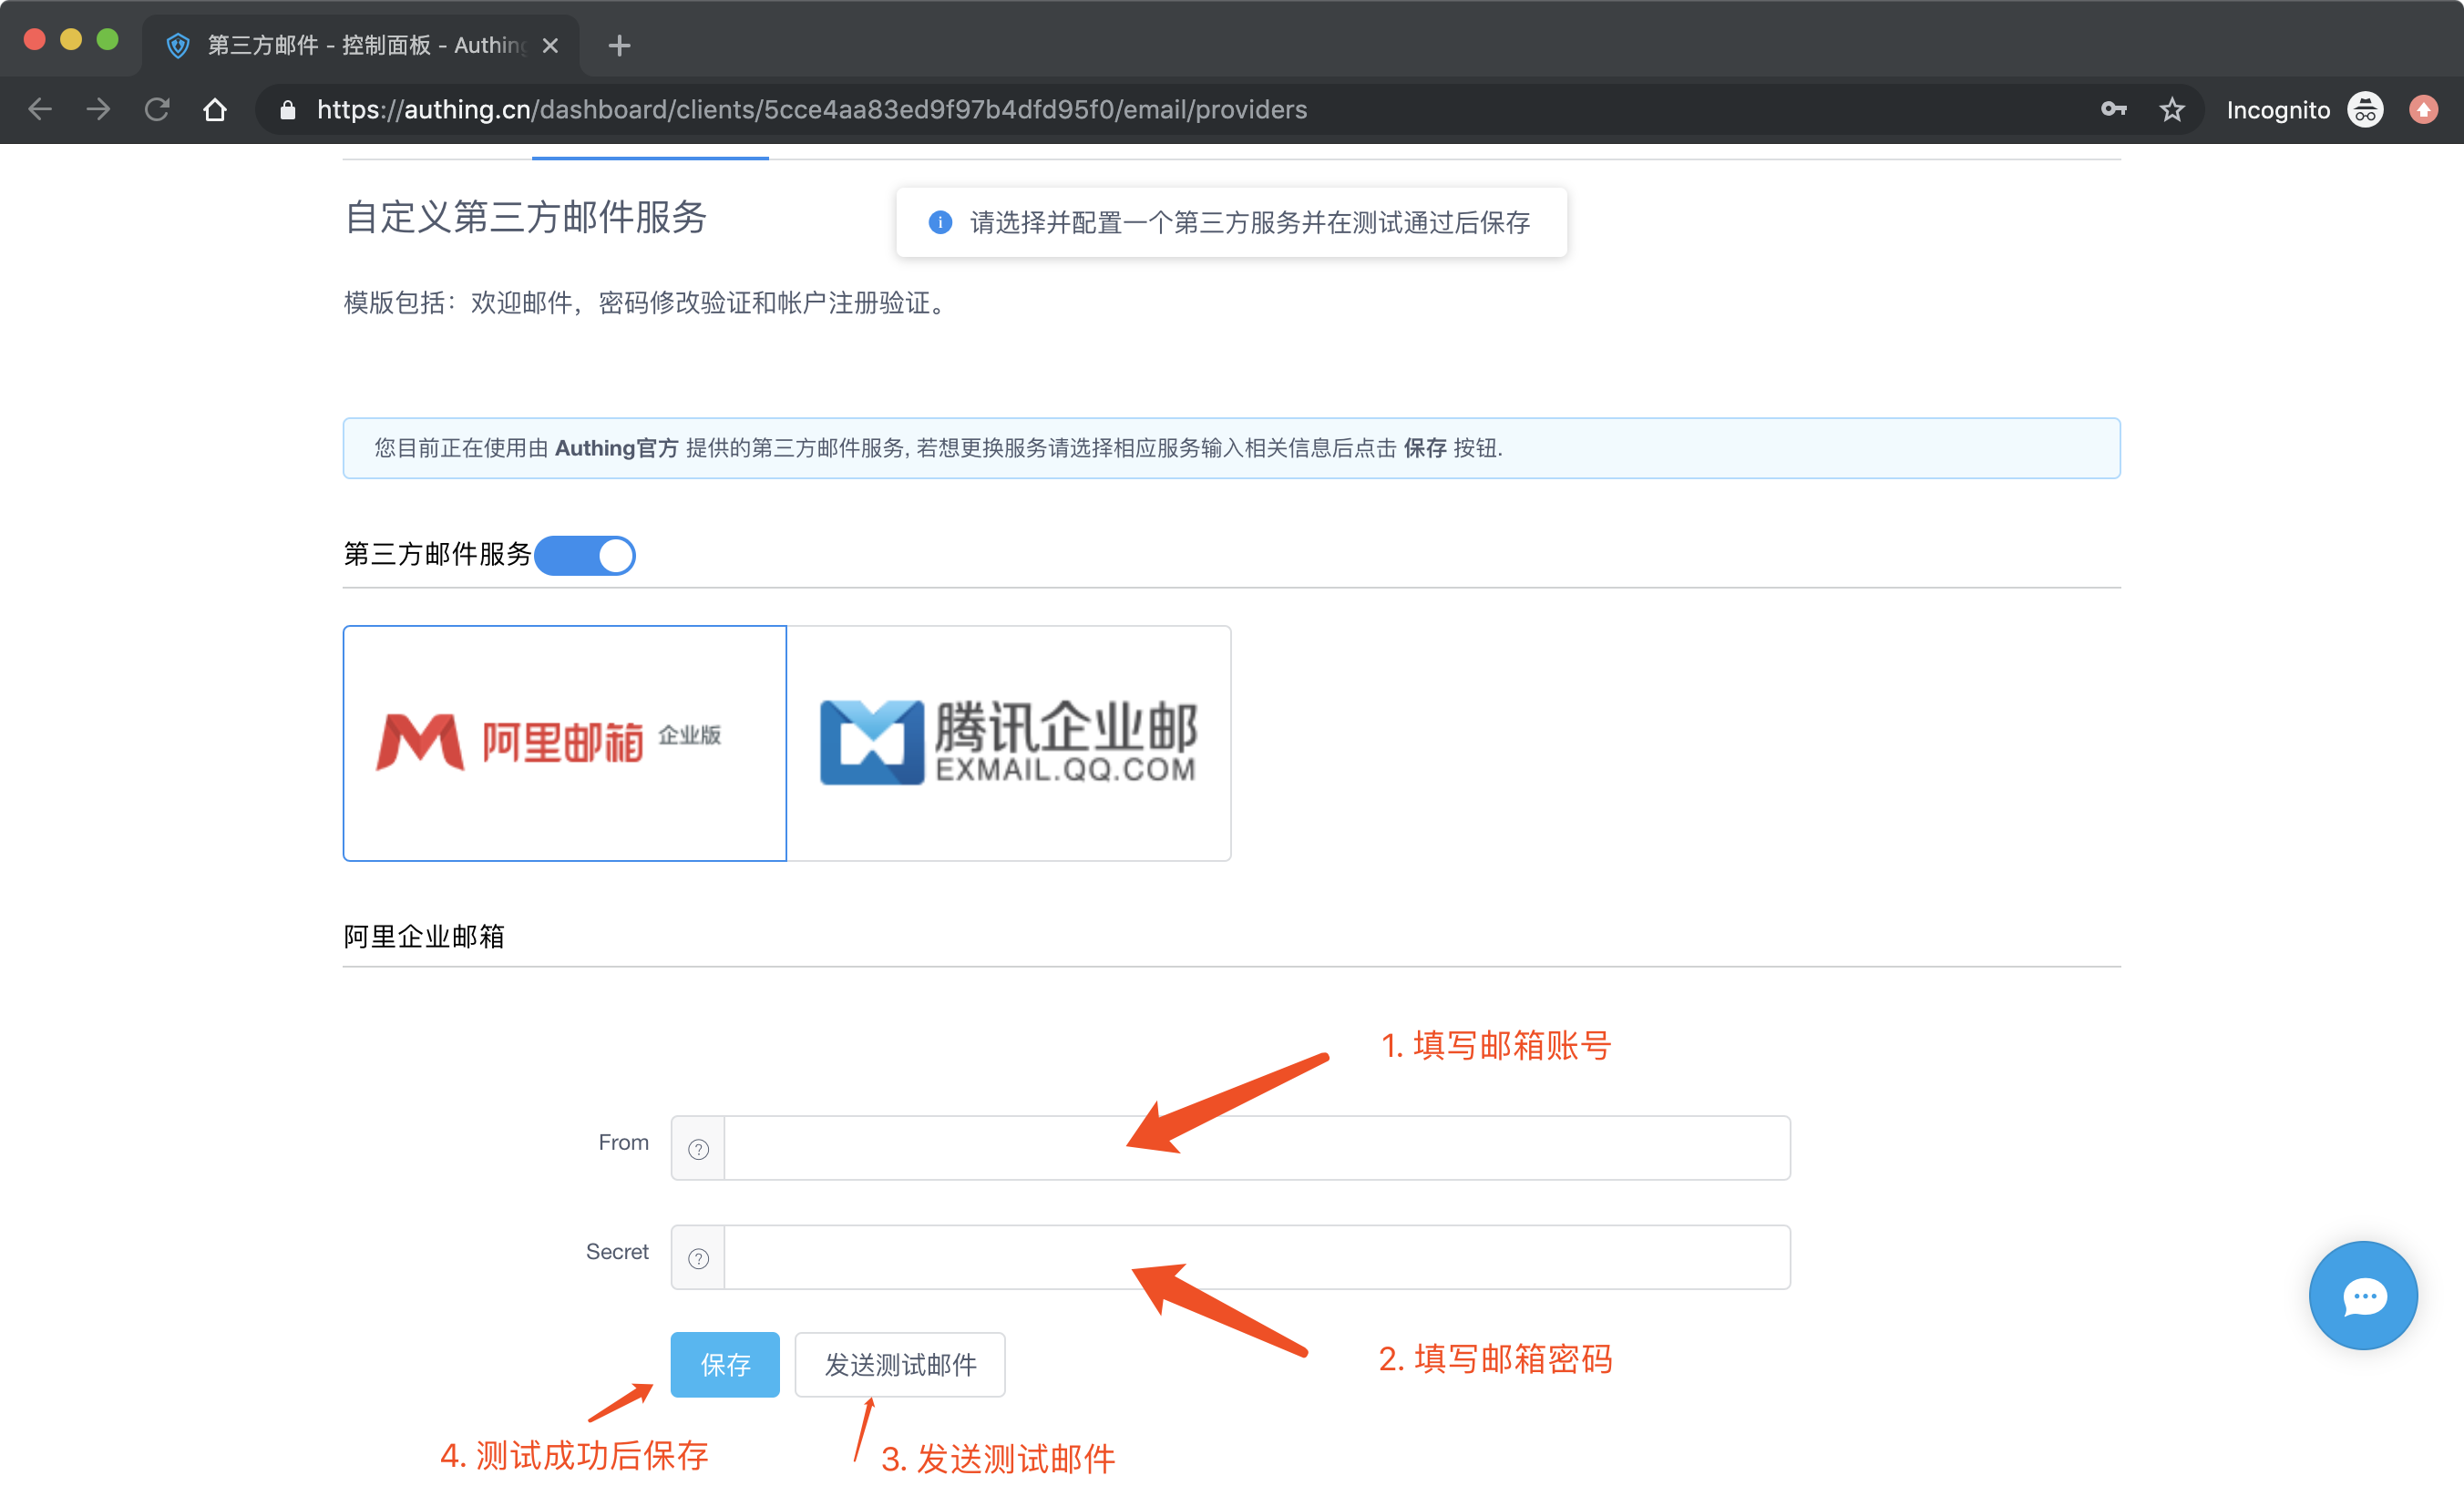 第三方邮件 - 控制面板 - Authing
https://authing.cn/dashboard/clients/5cce4aa83ed9f97b4dfd95f0/email/providers
Incognito
自定义第三方邮件服务
请选择并配置一个第三方服务并在测试通过后保存
模版包括：欢迎邮件，密码修改验证和帐户注册验证。
您目前正在使用由 Authing官方 提供的第三方邮件服务, 若想更换服务请选择相应服务输入相关信息后点击 保存 按钮.
第三方邮件服务
阿里邮箱 企业版
腾讯企业邮
EXMAIL.QQ.COM
阿里企业邮箱
1. 填写邮箱账号
From
Secret
2. 填写邮箱密码
保存
发送测试邮件
4. 测试成功后保存
3. 发送测试邮件